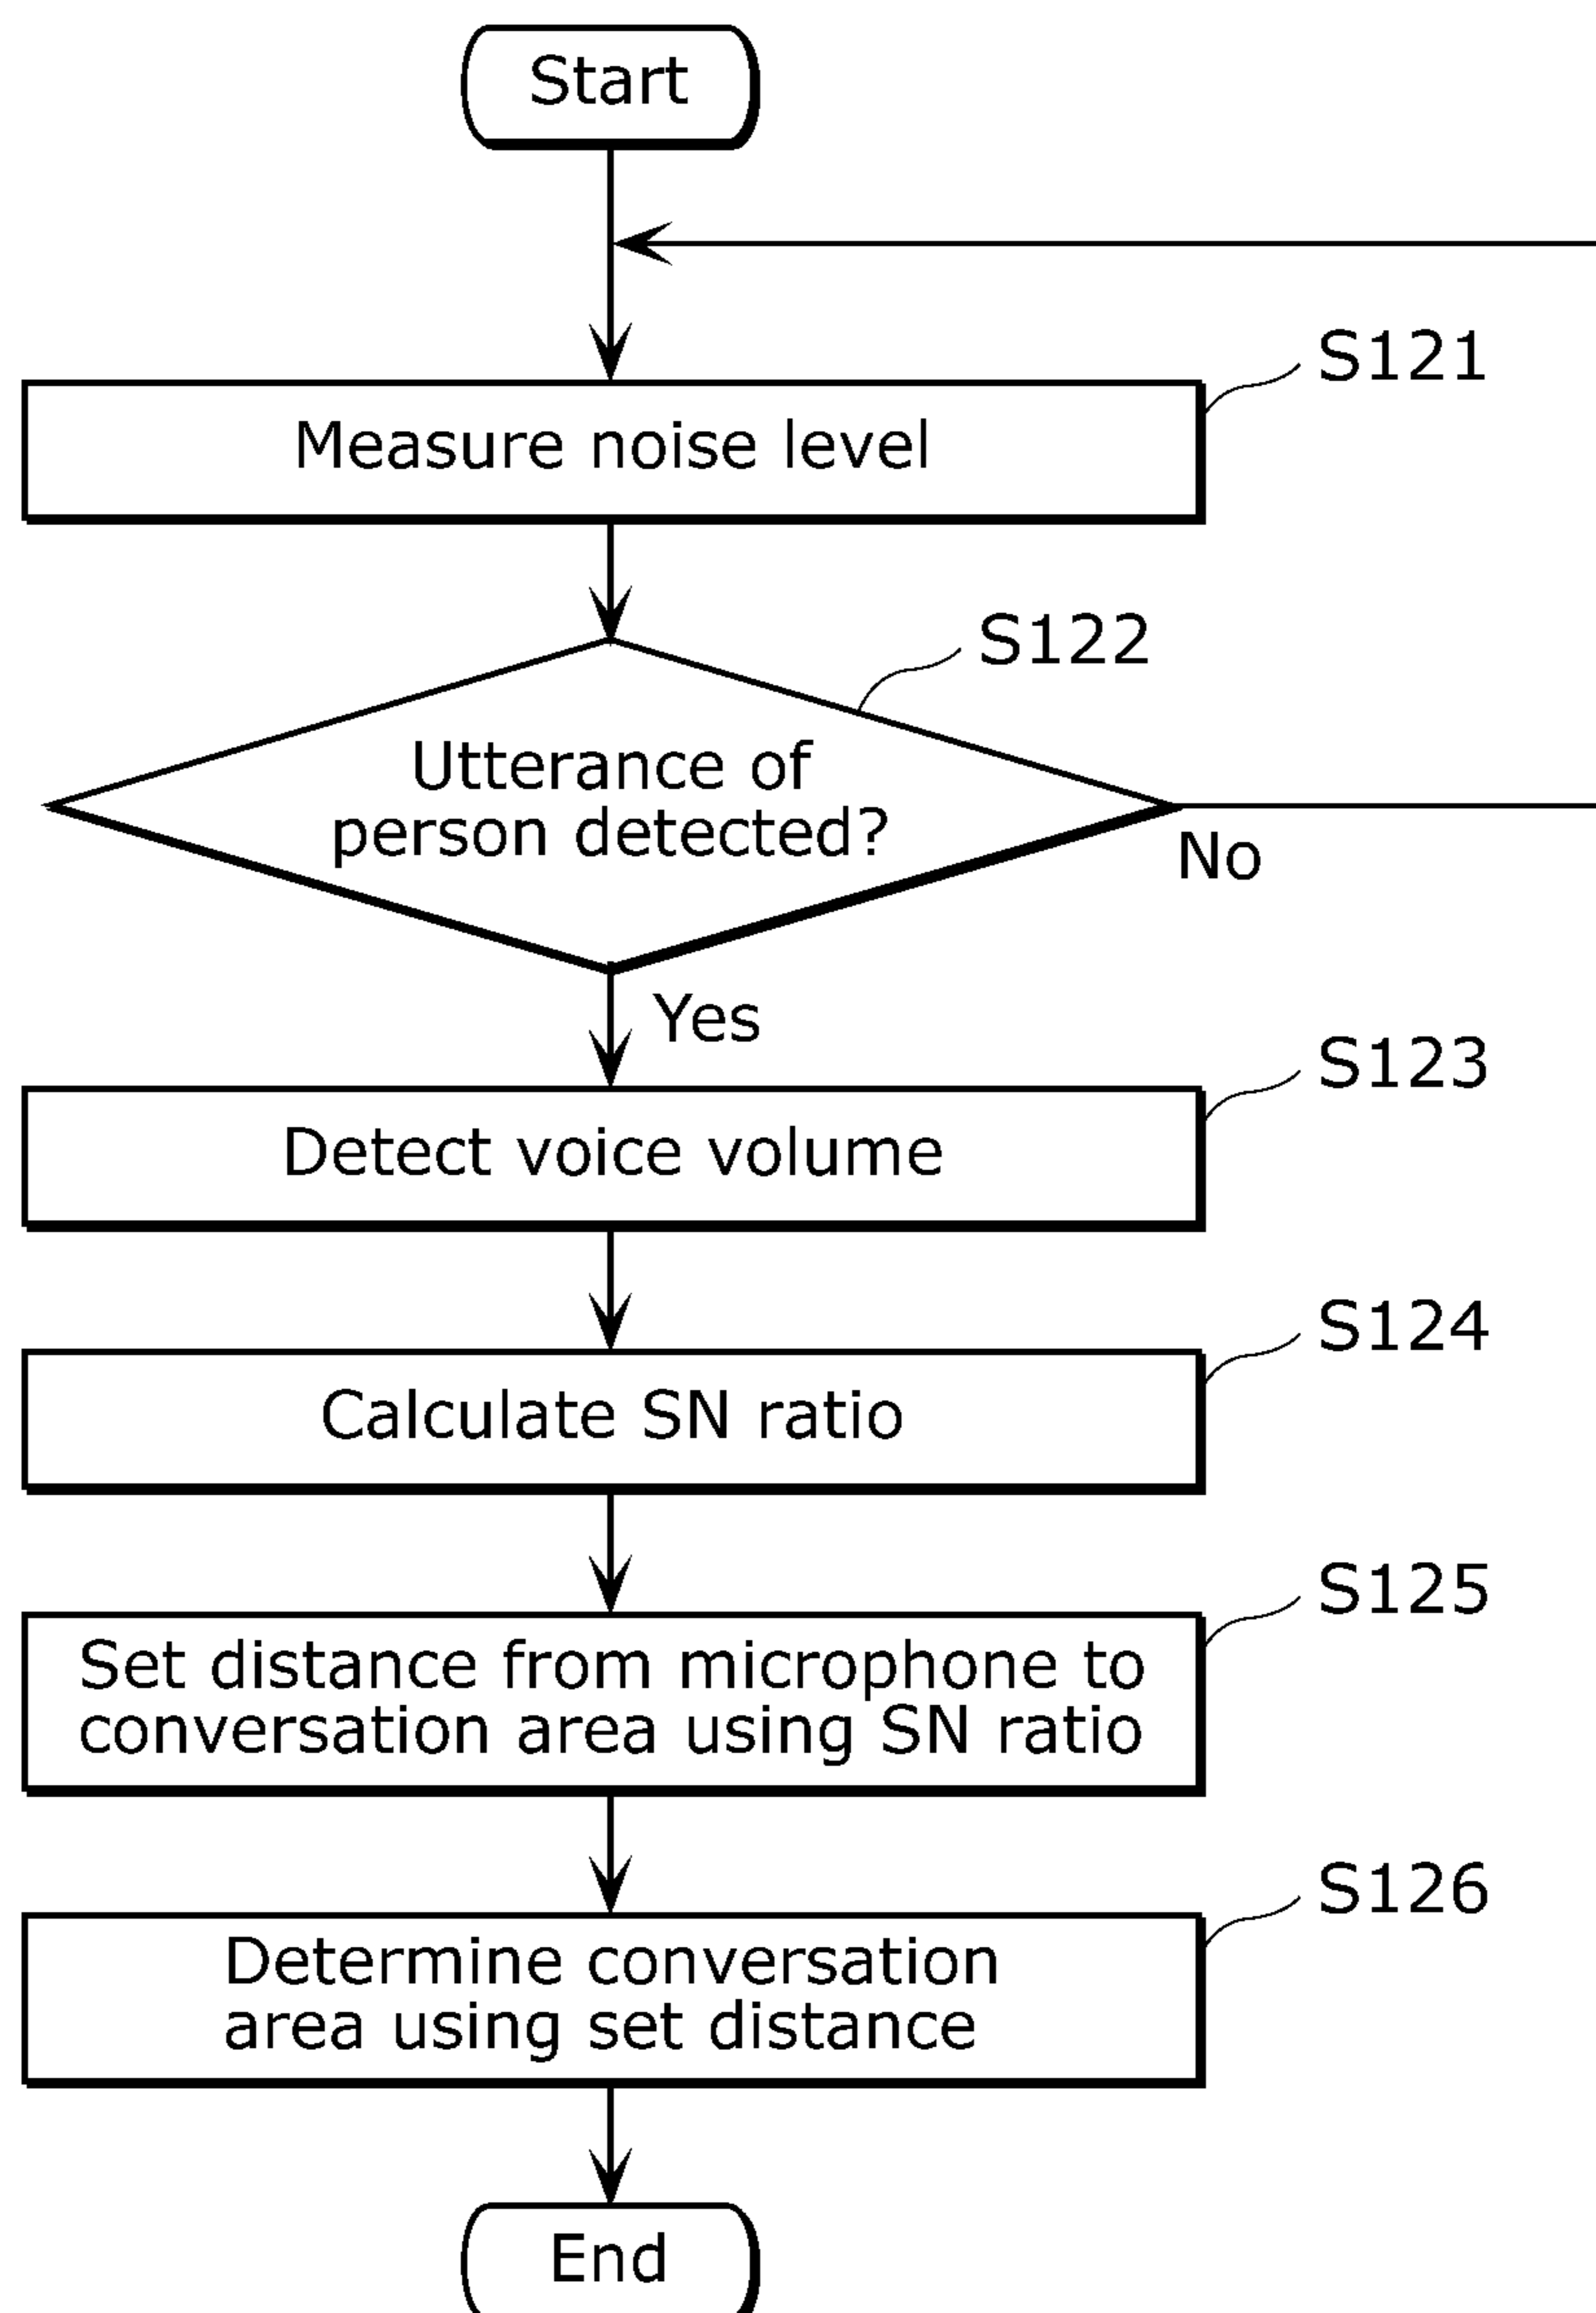 Start
S121
Measure noise level
S122
Utterance of
person detected?
No
Yes
S123
Detect voice volume
S124
Calculate SN ratio
S125
Set distance from microphone to
conversation area using SN ratio
S126
Determine conversation
area using set distance
End